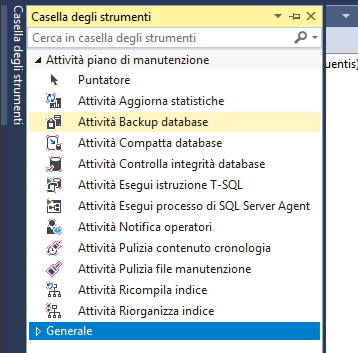 Casella degli strumenti
Casella degli strumenti
Cerca in casella degli strumenti
Attività piano di manutenzione
Puntatore
Attività Aggiorna statistiche
Attività Backup database
Attività Compatta database
Attività Controlla integrità database
Attività Esegui istruzione T-SQL
Attività Esegui processo di SQL Server Agent
Attività Notifica operatori
Attività Pulizia contenuto cronologia
Attività Pulizia file manutenzione
Attività Ricompila indice
Attività Riorganizza indice
Generale
uentis)